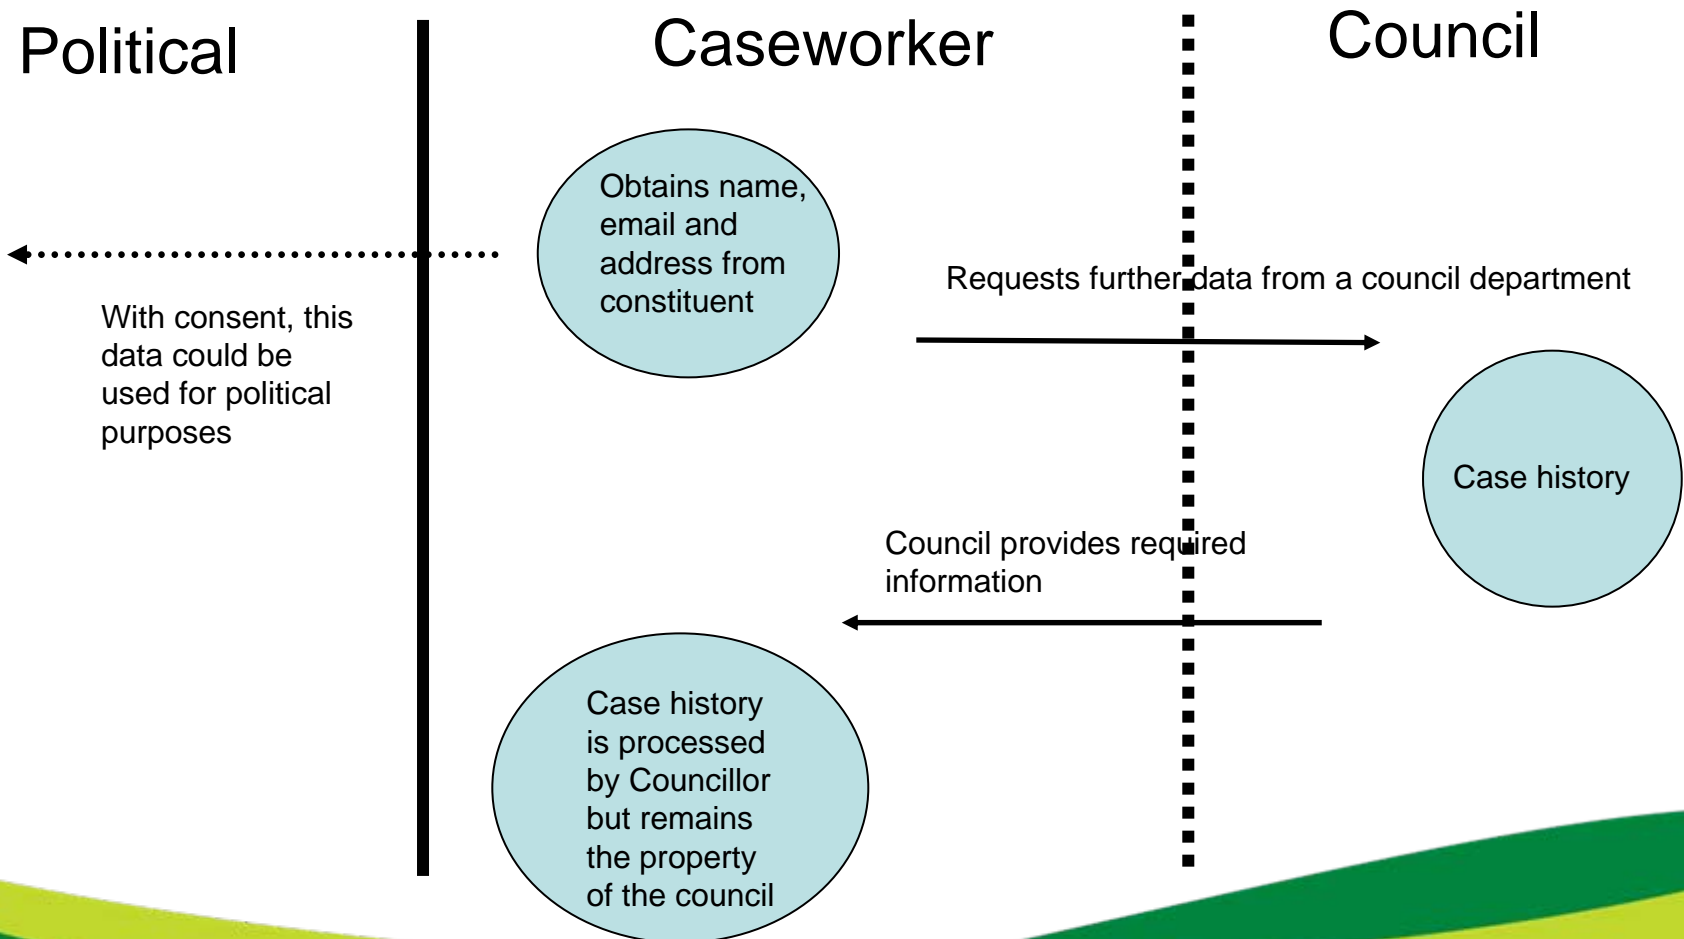 Political
Caseworker
Council
Obtains name,
email and
address from
constituent
With consent, this
data could be
used for political
purposes
Requests further data from a council department
Case history
Council provides required
information
Case history
is processed
by Councillor
but remains
the property
of the council